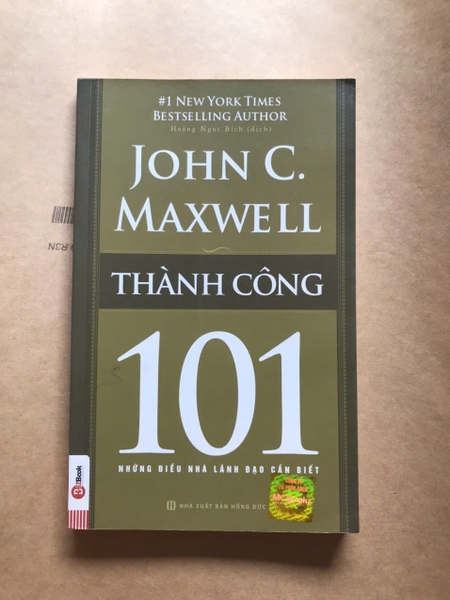 #1 NEW YORK TIMES
BESTSELLING AUTHOR
Hoàng Ngọc Bích (dịch)
JOHN C.
MAXWELL
THÀNH CÔNG
101
NHỮNG ĐIỀU NHÀ LÃNH ĐẠO CẦN BIẾT
NHÀ XUẤT BẢN HỒNG ĐỨC
Book